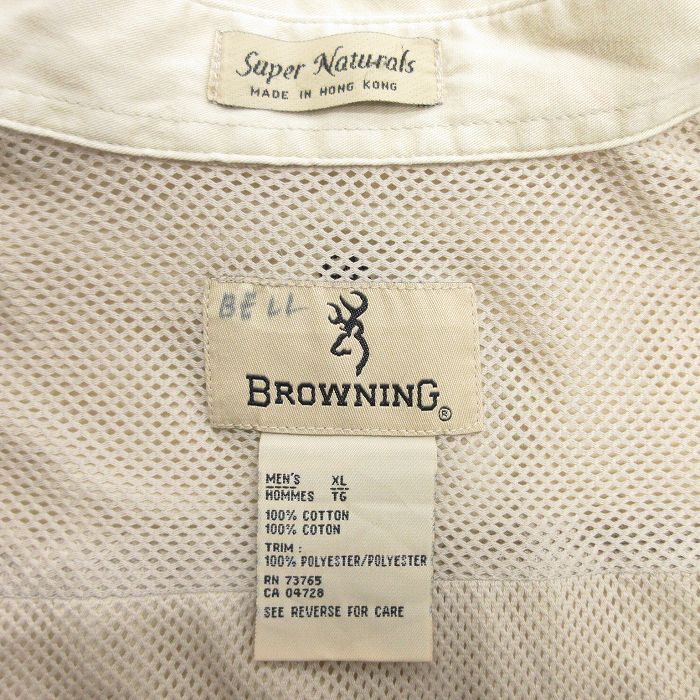 Super Naturals
MADE IN HONG KONG
BELL
BROWNING®
MEN'S XL
HOMMES TG
100% COTTON
100% COTON
TRIM :
100% POLYESTER/POLYESTER
RN 73765
CA 04728
SEE REVERSE FOR CARE